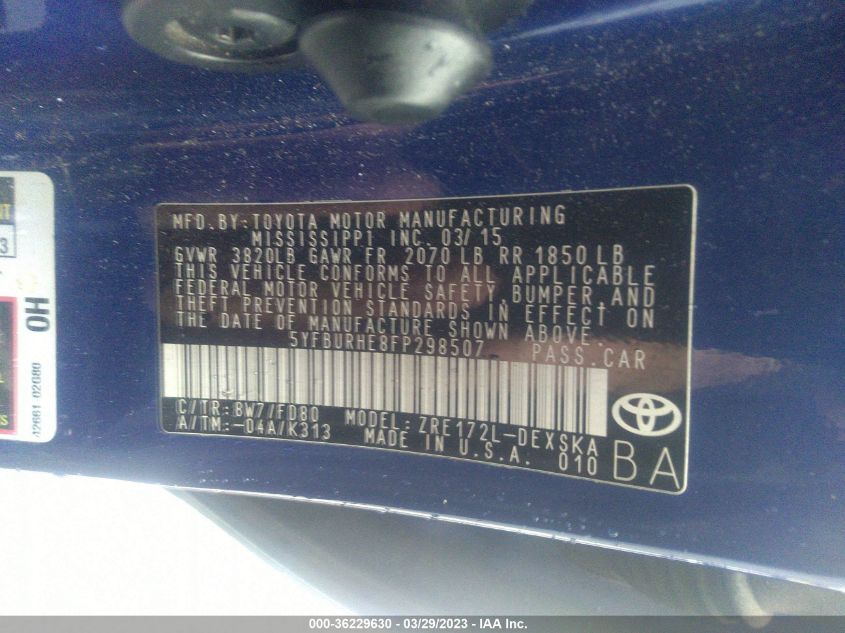 MFD. BY: TOYOTA MOTOR MANUFACTURING
MISSISSIPPI INC. 03/15
GVWR 3820LB GAWR FR 2070 LB RR 1850 LB
THIS VEHICLE CONFORMS TO ALL APPLICABLE
FEDERAL MOTOR VEHICLE SAFETY, BUMPER, AND
THEFT PREVENTION STANDARDS IN EFFECT ON
THE DATE OF MANUFACTURE SHOWN ABOVE.
5YFBURHE8FP298507 PASS. CAR
C/TR: 8W7/FD80 MODEL: ZRE172L-DEXSKA
A/TM: -04A/K313 MADE IN U.S.A. 010
BA
OH
42661-02G80
000-36229630 - 03/29/2023 - IAA Inc.